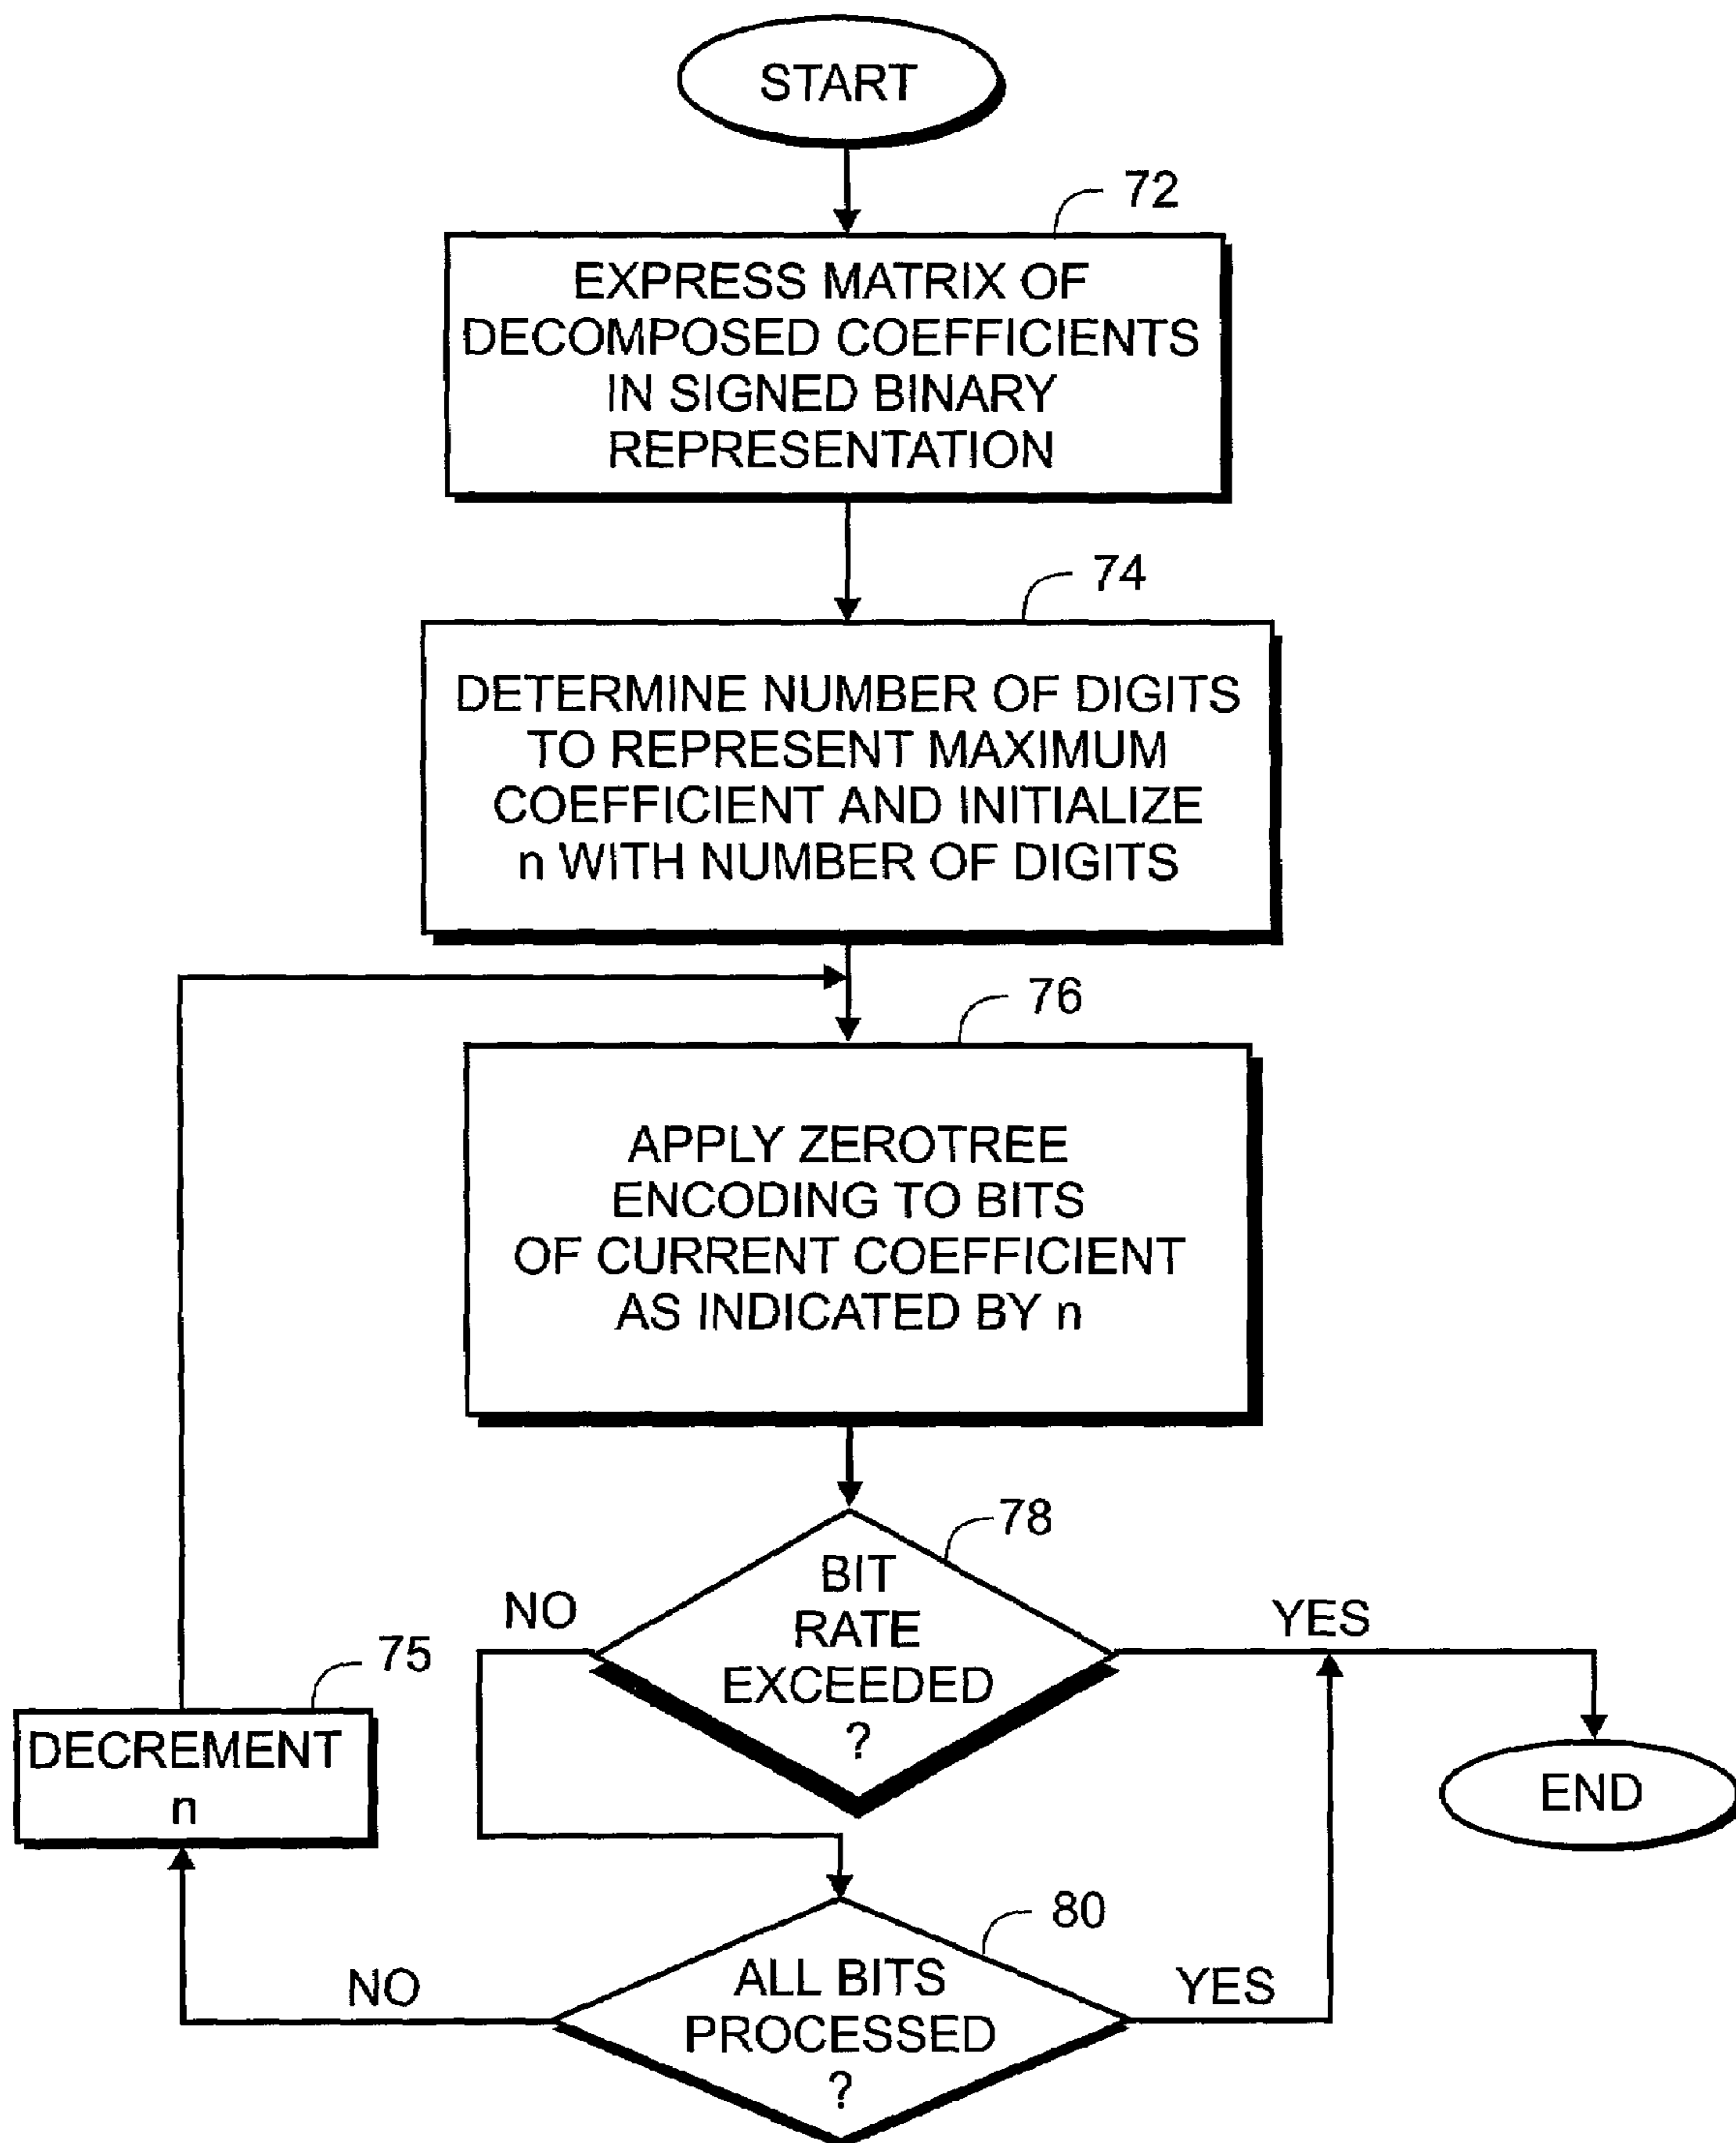 START
72
EXPRESS MATRIX OF
DECOMPOSED COEFFICIENTS
IN SIGNED BINARY
REPRESENTATION
74
DETERMINE NUMBER OF DIGITS
TO REPRESENT MAXIMUM
COEFFICIENT AND INITIALIZE
n WITH NUMBER OF DIGITS
76
APPLY ZEROTREE
ENCODING TO BITS
OF CURRENT COEFFICIENT
AS INDICATED BY n
78
BIT
RATE
EXCEEDED
?
NO
YES
75
DECREMENT
n
END
80
ALL BITS
PROCESSED
?
NO
YES